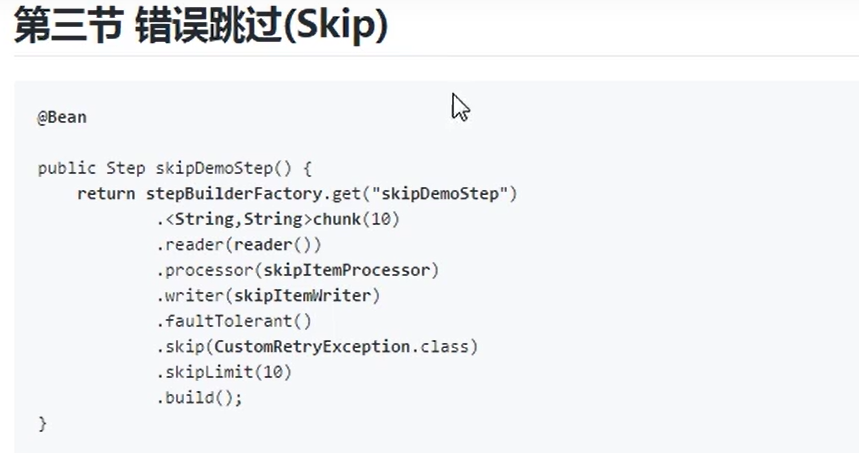 第三节 错误跳过(Skip)
@Bean
public Step skipDemoStep() {
    return stepBuilderFactory.get("skipDemoStep")
            .<String,String>chunk(10)
            .reader(reader())
            .processor(skipItemProcessor)
            .writer(skipItemWriter)
            .faultTolerant()
            .skip(CustomRetryException.class)
            .skipLimit(10)
            .build();
}